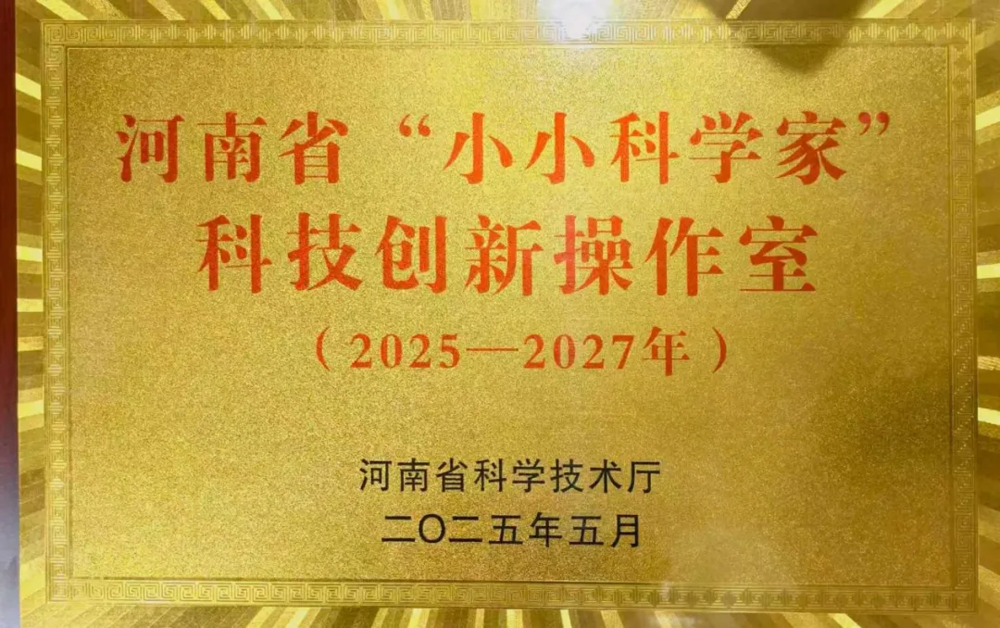 河南省“小小科学家”
科技创新操作室
（2025—2027年）
河南省科学技术厅
二〇二五年五月